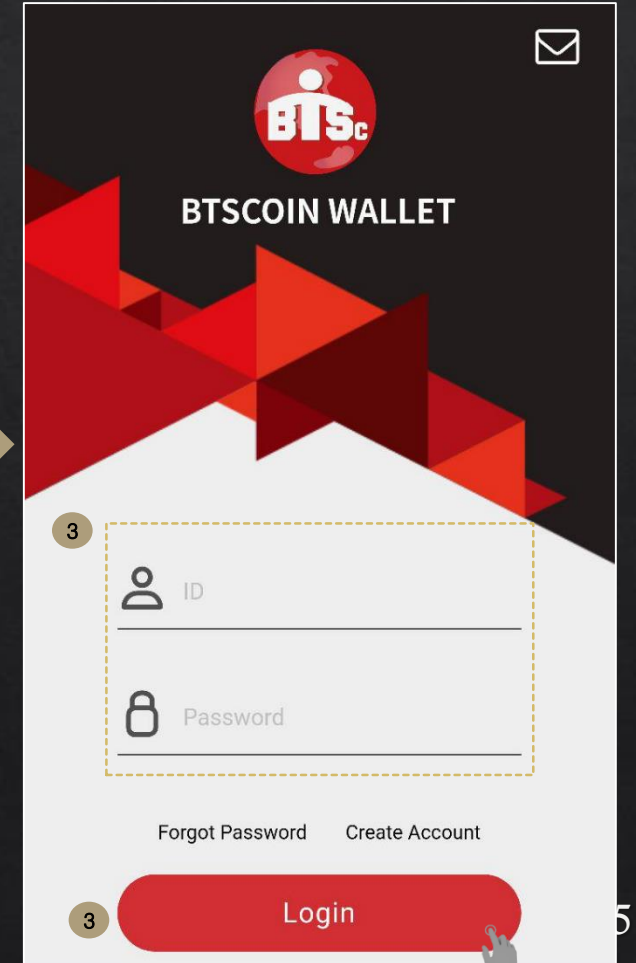 BTSc
BTSCOIN WALLET
3
ID
Password
Forgot Password Create Account
3 Login
5